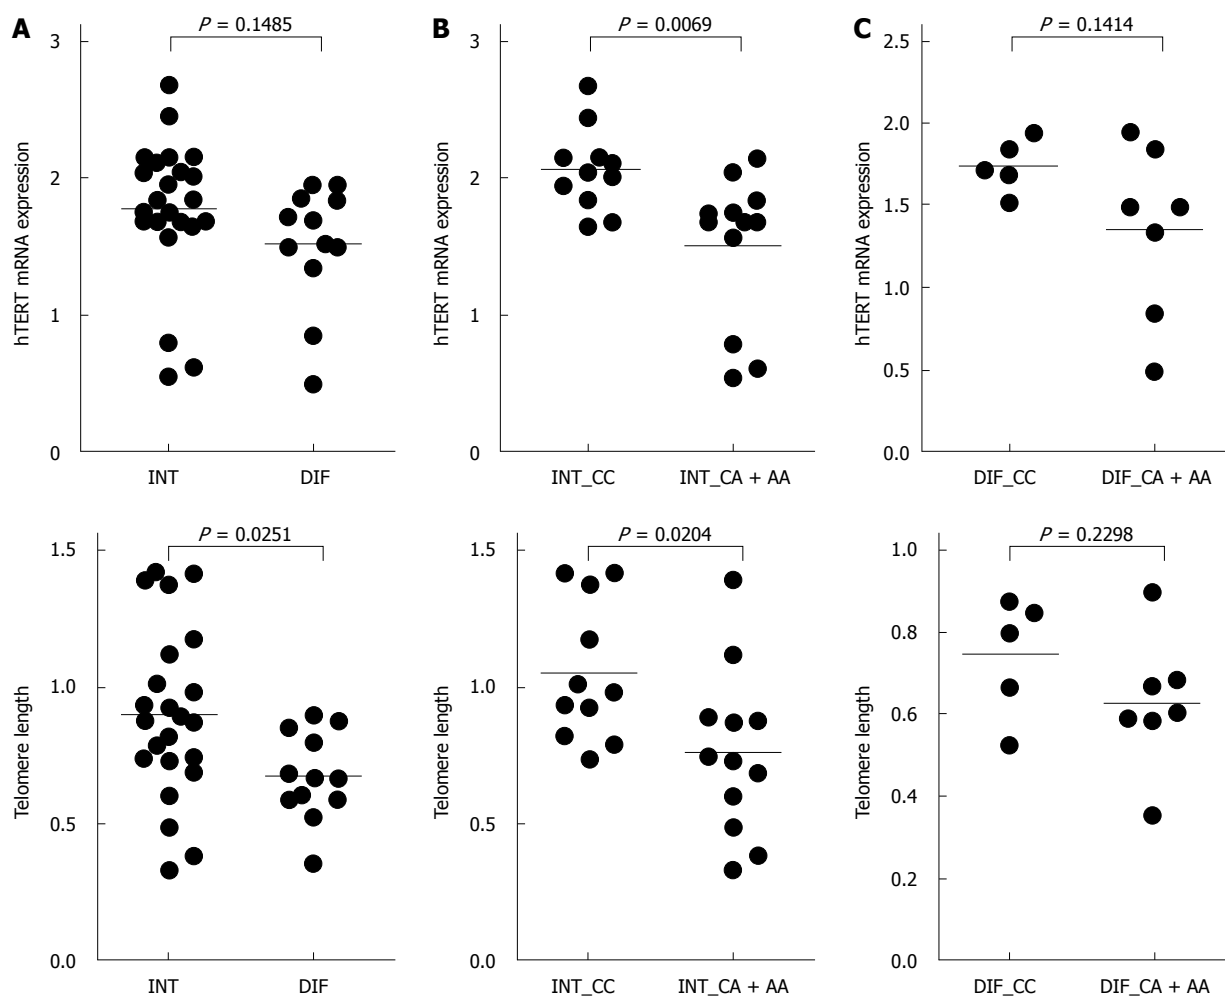 A
P = 0.1485
3
2
1
0
hTERT mRNA expression
INT
DIF
B
P = 0.0069
3
2
1
0
hTERT mRNA expression
INT_CC
INT_CA + AA
C
P = 0.1414
2.5
2.0
1.5
1.0
0.5
0.0
hTERT mRNA expression
DIF_CC
DIF_CA + AA
P = 0.0251
1.5
1.0
0.5
0.0
Telomere length
INT
DIF
P = 0.0204
1.5
1.0
0.5
0.0
Telomere length
INT_CC
INT_CA + AA
P = 0.2298
1.0
0.8
0.6
0.4
0.2
0.0
Telomere length
DIF_CC
DIF_CA + AA